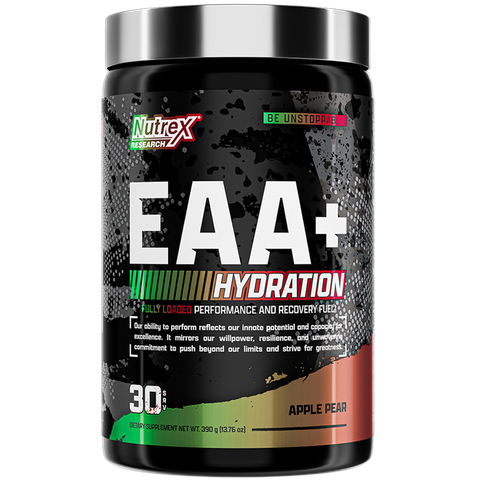 Nutrex
RESEARCH
BE UNSTOPPABLE
EAA+
HYDRATION
FULLY LOADED PERFORMANCE AND RECOVERY FUEL
Our ability to perform reflects our innate potential and capacity for
excellence. It mirrors our willpower, resilience, and unwavering
commitment to push beyond our limits and strive for greatness.
30
SRV
APPLE PEAR
DIETARY SUPPLEMENT NET WT. 390 g (13.76 oz)